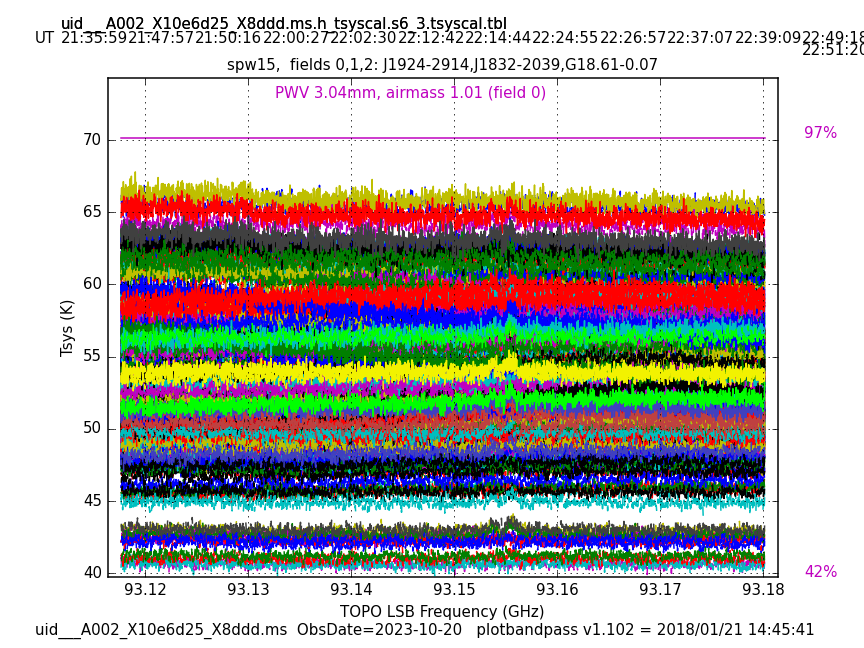 uid___A002_X10e6d25_X8ddd.ms.h_tsyscal.s6_3.tsyscal.tbl
UT 21:35:59 21:47:57 21:50:16 22:00:27 22:02:30 22:12:42 22:14:44 22:24:55 22:26:57 22:37:07 22:39:09 22:49:18
22:51:20
spw15, fields 0,1,2: J1924-2914,J1832-2039,G18.61-0.07
PWV 3.04mm, airmass 1.01 (field 0)
97%
70
65
60
55
50
45
40
Tsys (K)
42%
93.12 93.13 93.14 93.15 93.16 93.17 93.18
TOPO LSB Frequency (GHz)
uid___A002_X10e6d25_X8ddd.ms ObsDate=2023-10-20 plotbandpass v1.102 = 2018/01/21 14:45:41